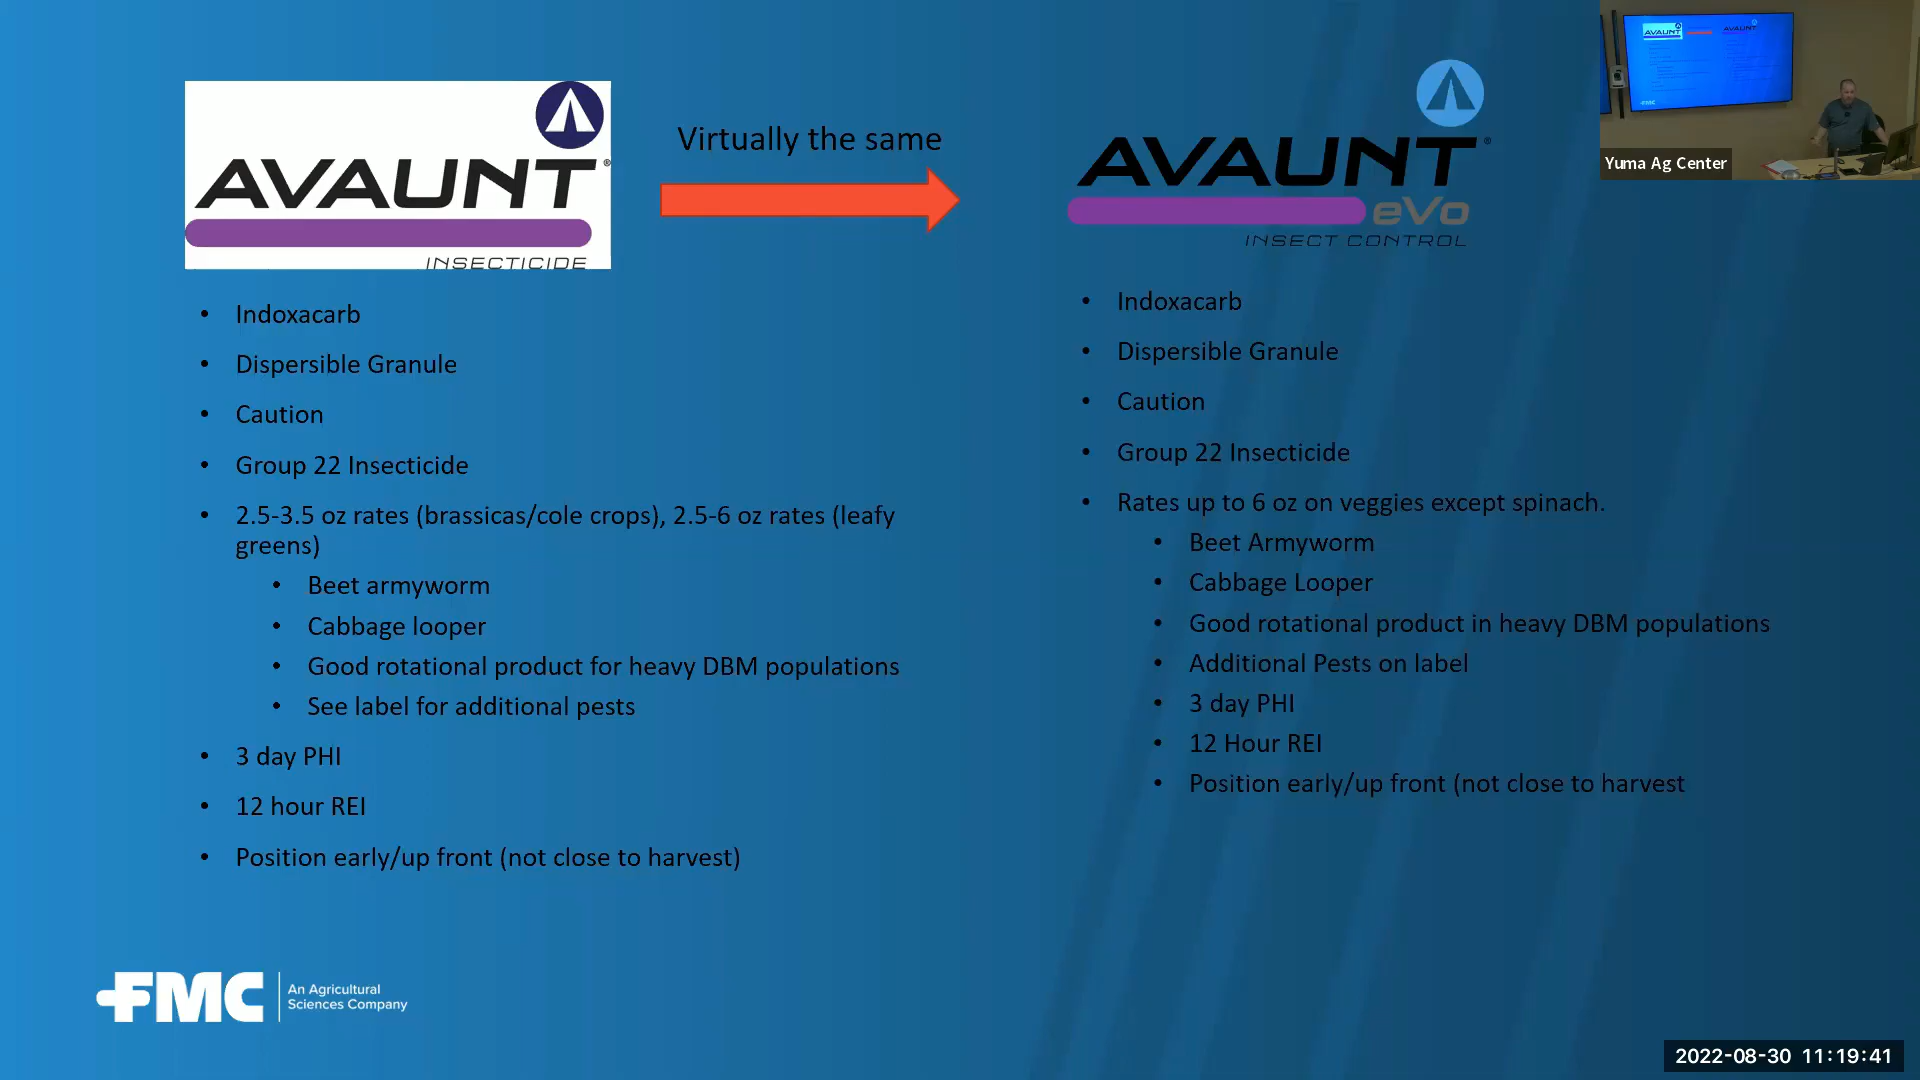 AVAUNT®
INSECTICIDE
Virtually the same
AVAUNT®
eVo
INSECT CONTROL
AVAUNT
AVAUNT
FMC
Yuma Ag Center
• Indoxacarb
• Dispersible Granule
• Caution
• Group 22 Insecticide
• 2.5-3.5 oz rates (brassicas/cole crops), 2.5-6 oz rates (leafy
greens)
• Beet armyworm
• Cabbage looper
• Good rotational product for heavy DBM populations
• See label for additional pests
• 3 day PHI
• 12 hour REI
• Position early/up front (not close to harvest)
• Indoxacarb
• Dispersible Granule
• Caution
• Group 22 Insecticide
• Rates up to 6 oz on veggies except spinach.
• Beet Armyworm
• Cabbage Looper
• Good rotational product in heavy DBM populations
• Additional Pests on label
• 3 day PHI
• 12 Hour REI
• Position early/up front (not close to harvest
FMC
An Agricultural
Sciences Company
2022-08-30 11:19:41